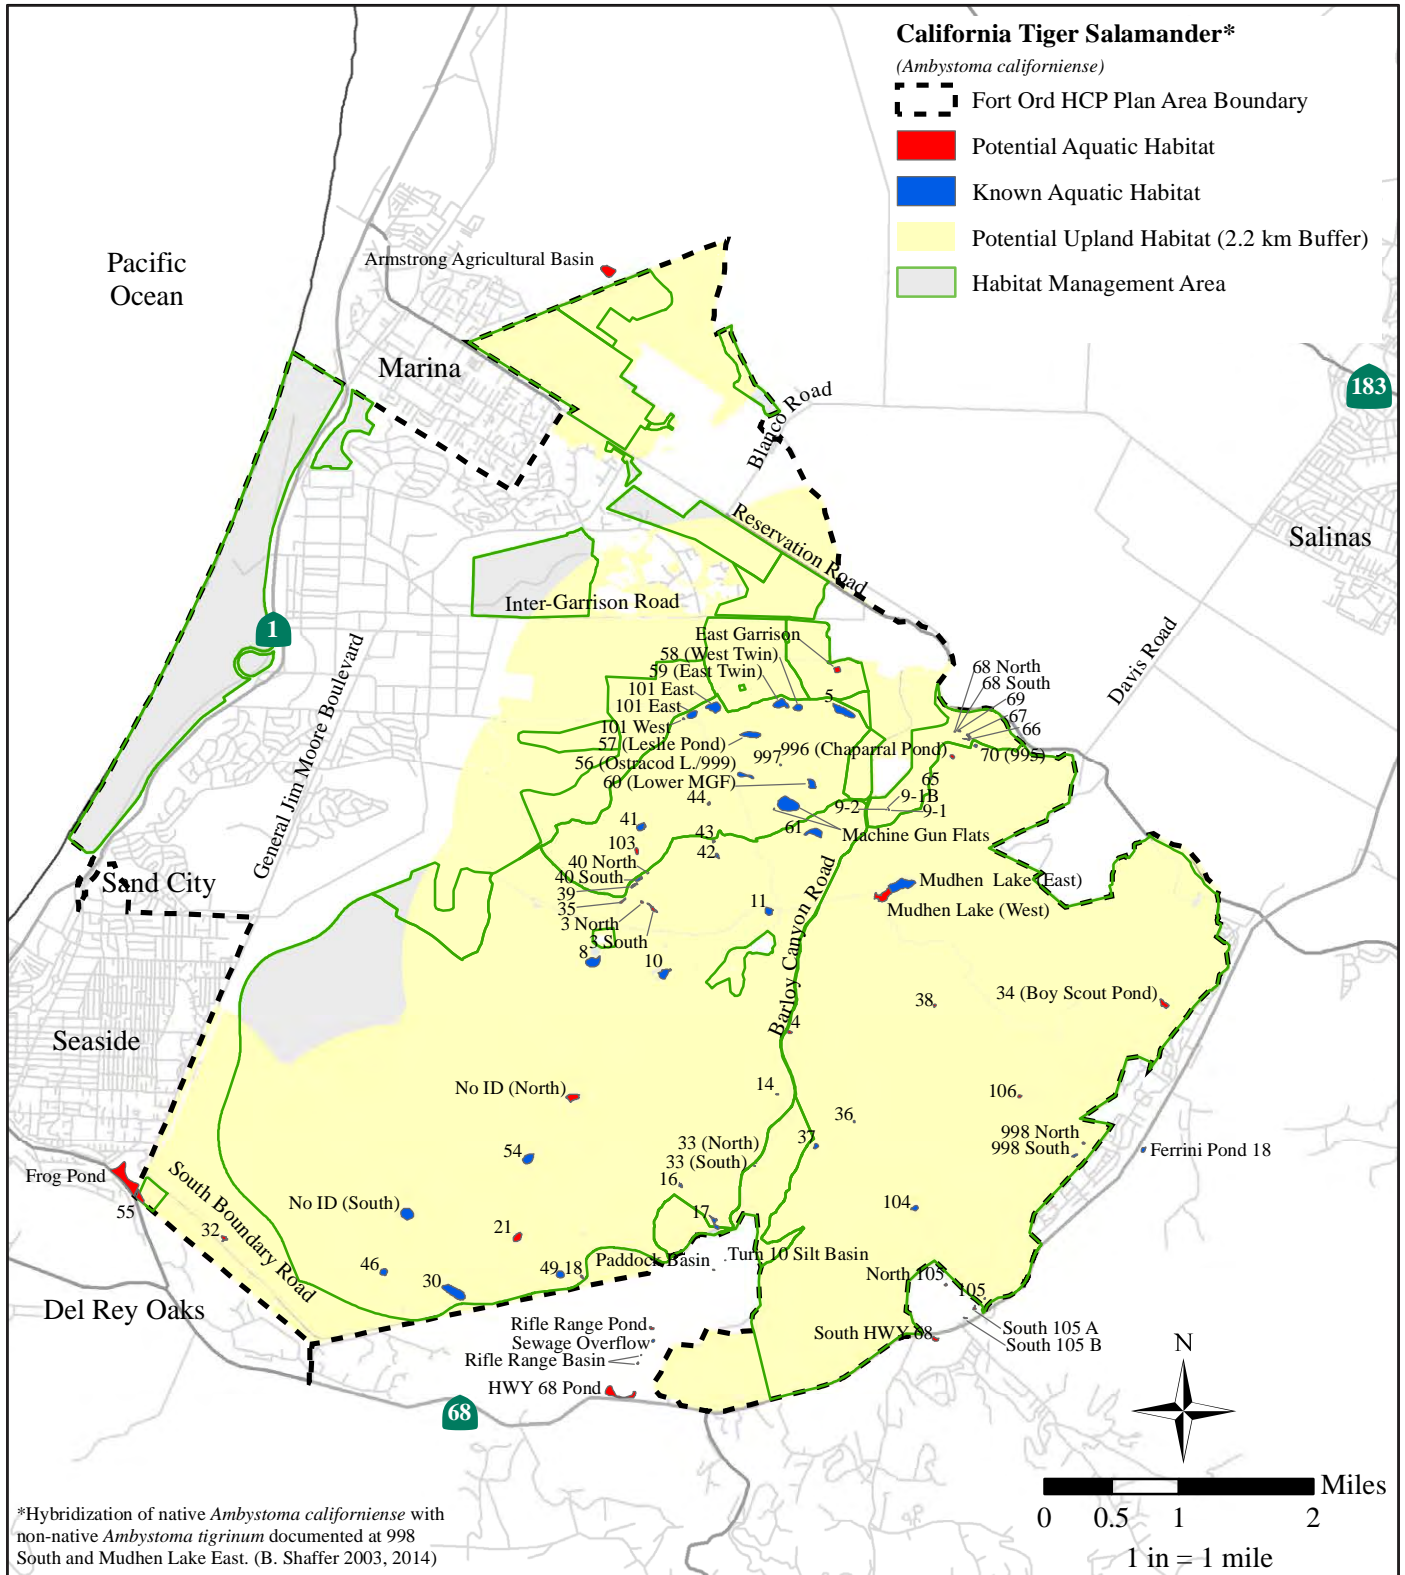 California Tiger Salamander*
(Ambystoma californiense)
Fort Ord HCP Plan Area Boundary
Potential Aquatic Habitat
Known Aquatic Habitat
Potential Upland Habitat (2.2 km Buffer)
Habitat Management Area
Pacific
Ocean
Armstrong Agricultural Basin
Marina
183
Blanco Road
Salinas
Reservation Road
Inter-Garrison Road
1
General Jim Moore Boulevard
Davis Road
East Garrison
58 (West Twin)
59 (East Twin)
101 East
101 East
101 West
5
68 North
68 South
69
67
66
70 (995)
57 (Leslie Pond)
997
996 (Chaparral Pond)
56 (Ostracod L./999)
60 (Lower MGF)
65
44
9-1B
9-2
9-1
41
61
Machine Gun Flats
43
103
42
40 North
40 South
39
35
3 North
3 South
11
Mudhen Lake (East)
Mudhen Lake (West)
Sand City
8
10
Barloy Canyon Road
38
34 (Boy Scout Pond)
4
Seaside
No ID (North)
14
106
36
54
33 (North)
33 (South)
37
998 North
998 South
Ferrini Pond 18
Frog Pond
55
16
South Boundary Road
No ID (South)
104
32
21
17
46
30
49
18
Paddock Basin
Turn 10 Silt Basin
North 105
105
Del Rey Oaks
Rifle Range Pond
Sewage Overflow
Rifle Range Basin
South HWY 68
South 105 A
South 105 B
HWY 68 Pond
68
N
Miles
0 0.5 1 2
1 in = 1 mile
*Hybridization of native Ambystoma californiense with
non-native Ambystoma tigrinum documented at 998
South and Mudhen Lake East. (B. Shaffer 2003, 2014)